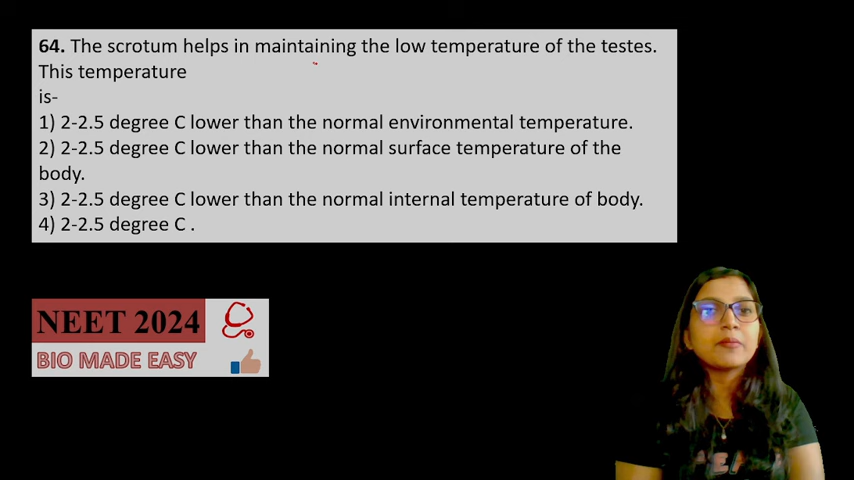 64. The scrotum helps in maintaining the low temperature of the testes.
This temperature
is-
1) 2-2.5 degree C lower than the normal environmental temperature.
2) 2-2.5 degree C lower than the normal surface temperature of the
body.
3) 2-2.5 degree C lower than the normal internal temperature of body.
4) 2-2.5 degree C .
NEET 2024
BIO MADE EASY